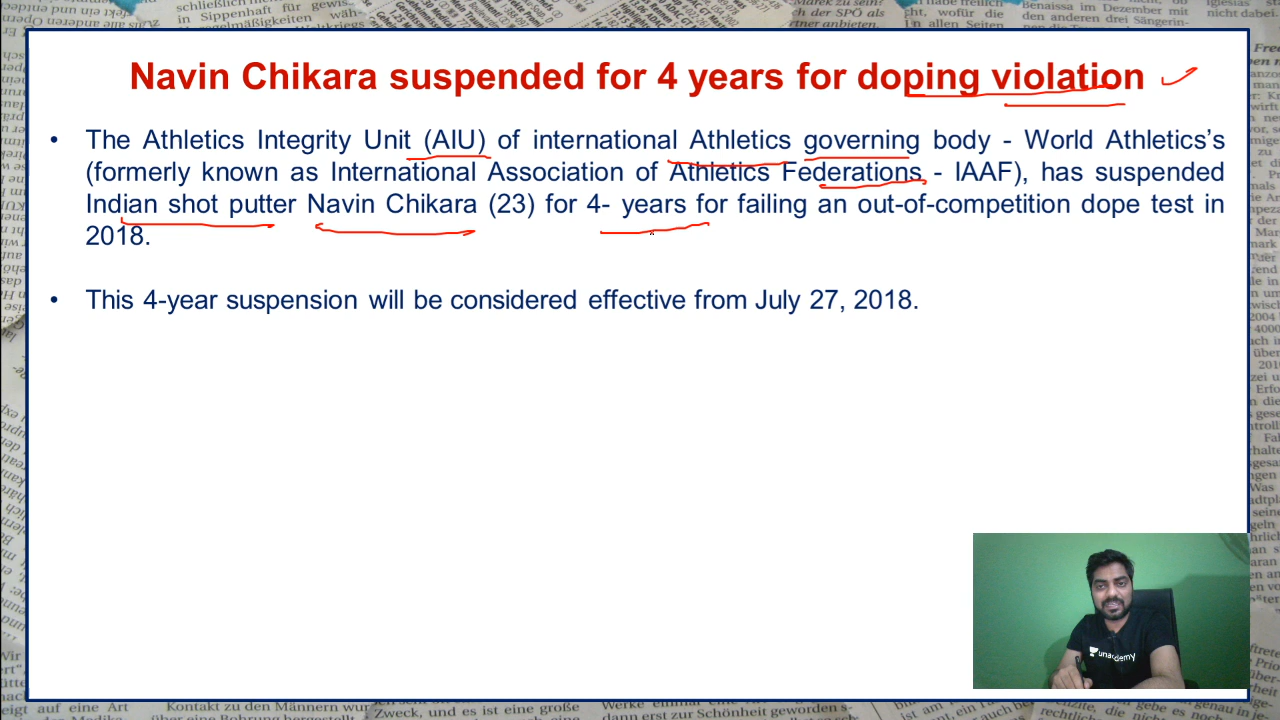 Navin Chikara suspended for 4 years for doping violation
• The Athletics Integrity Unit (AIU) of international Athletics governing body - World Athletics’s
(formerly known as International Association of Athletics Federations - IAAF), has suspended
Indian shot putter Navin Chikara (23) for 4- years for failing an out-of-competition dope test in
2018.
• This 4-year suspension will be considered effective from July 27, 2018.
unacademy